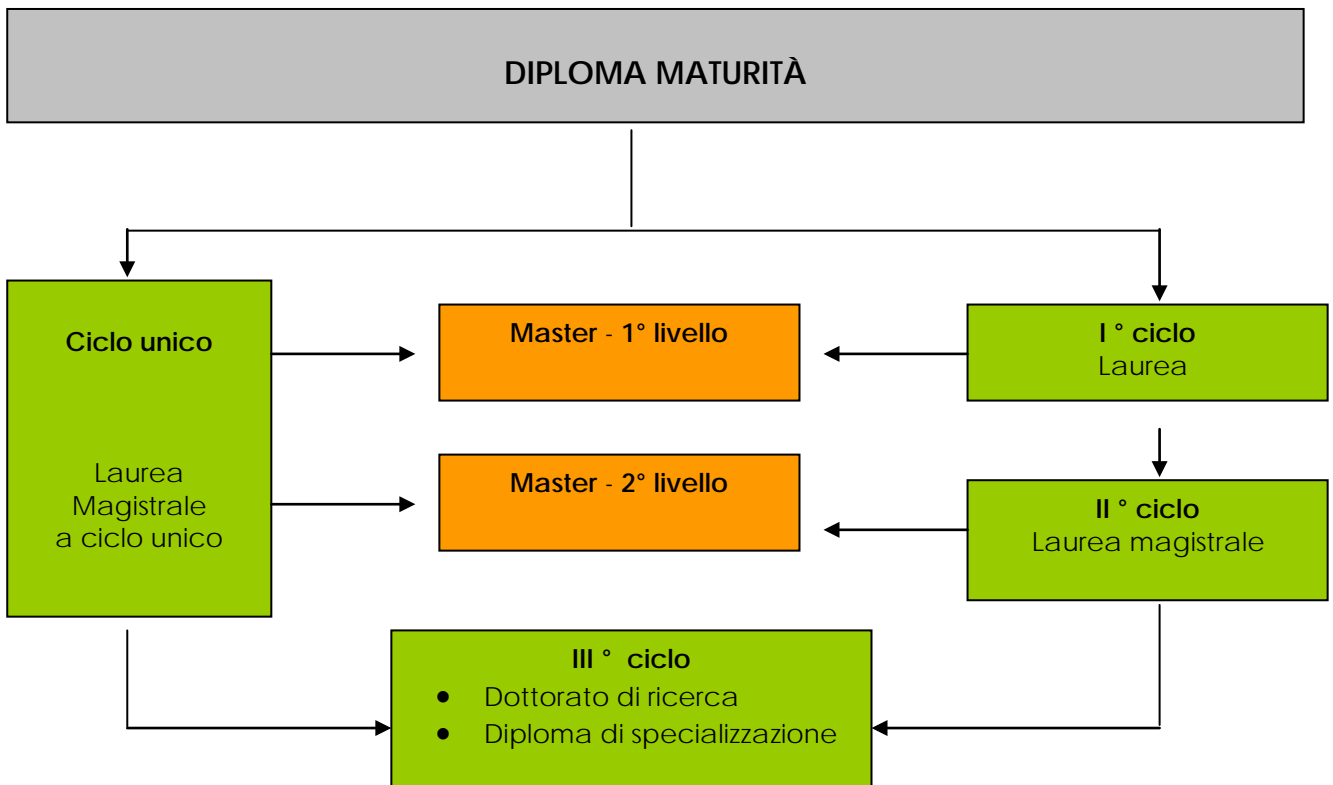 DIPLOMA MATURITÀ
Ciclo unico
Laurea
Magistrale
a ciclo unico
Master - 1° livello
I ° ciclo
Laurea
Master - 2° livello
II ° ciclo
Laurea magistrale
III ° ciclo
• Dottorato di ricerca
• Diploma di specializzazione